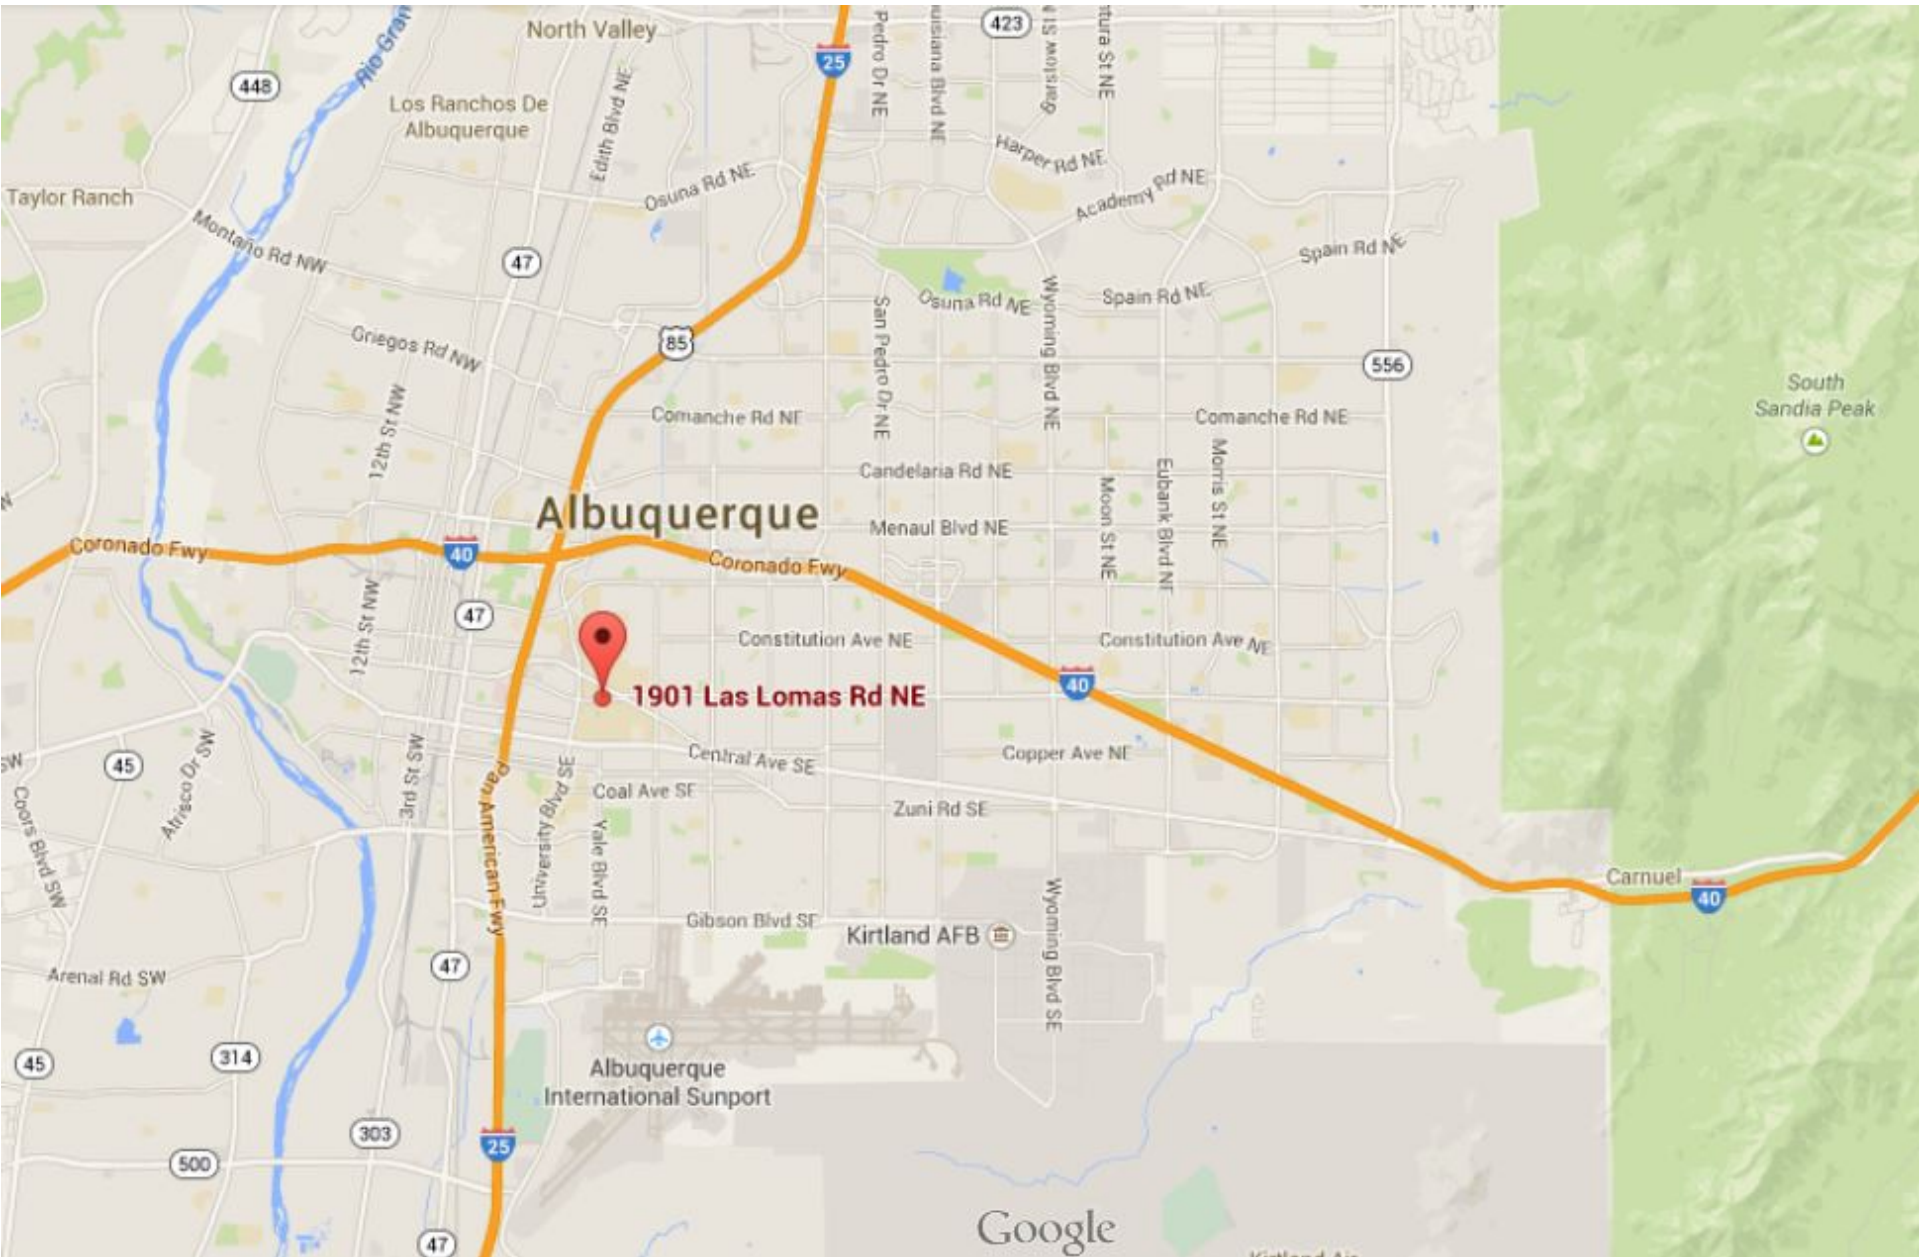 North Valley
423
25
Pedro Dr NE
Rio Gran
448
Los Ranchos De
Albuquerque
Edith Blvd NE
Harper Rd NE
Osuna Rd NE
Academy Rd NE
Taylor Ranch
Montaño Rd NW
47
Spain Rd NE
Osuna Rd NE
Spain Rd NE
San Pedro Dr NE
Wyoming Blvd NE
Griegos Rd NW
85
556
South
Sandia Peak
12th St NW
Comanche Rd NE
Comanche Rd NE
Candelaria Rd NE
Morris St NE
Eubank Blvd NE
Moon St NE
Albuquerque
Menaul Blvd NE
Coronado Fwy
40
Coronado Fwy
47
12th St NW
Constitution Ave NE
Constitution Ave NE
1901 Las Lomas Rd NE
40
SW
45
Atrisco Dr SW
3rd St SW
Central Ave SE
Copper Ave NE
Coors Blvd SW
Pan American Fwy
University Blvd SE
Coal Ave SE
Yale Blvd SE
Zuni Rd SE
Carnuel
40
Gibson Blvd SE
Kirtland AFB
Wyoming Blvd SE
Arenal Rd SW
47
45
314
Albuquerque
International Sunport
303
25
500
Google
47